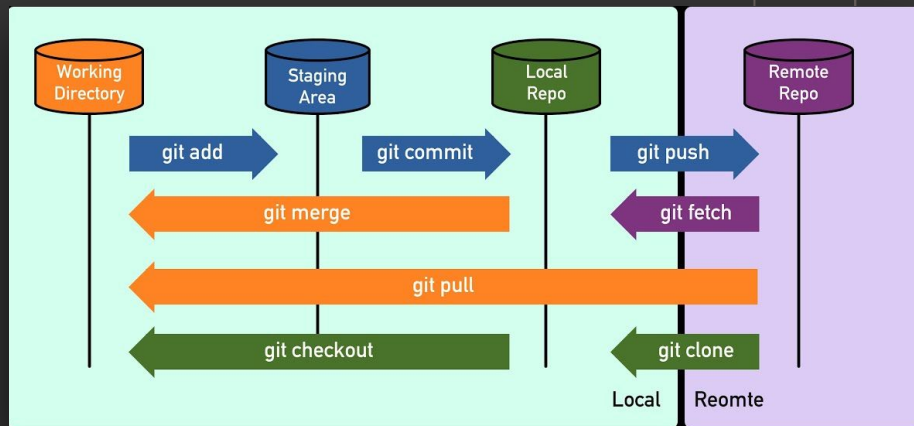 Working
Directory
Staging
Area
Local
Repo
Remote
Repo
git add
git commit
git push
git merge
git fetch
git pull
git checkout
git clone
Local
Reomte